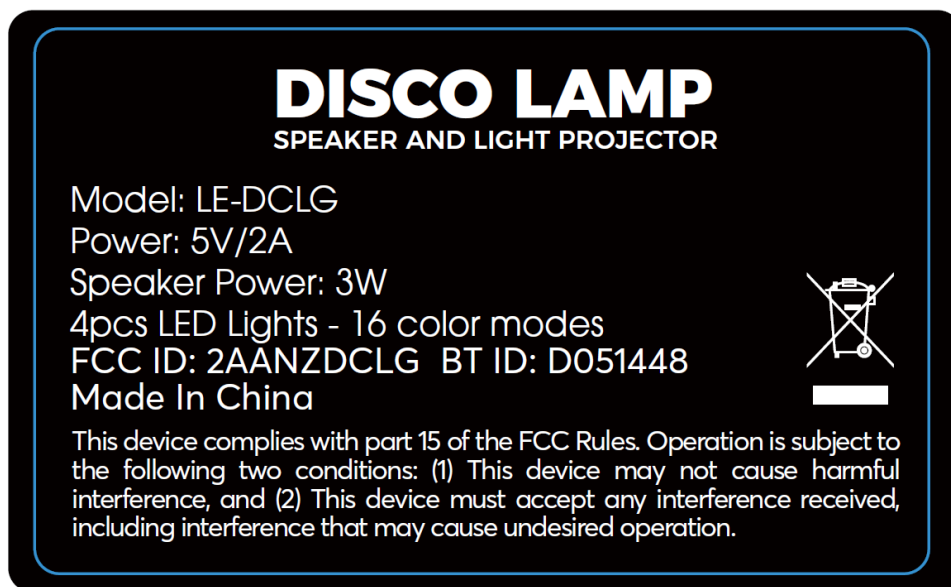 DISCO LAMP
SPEAKER AND LIGHT PROJECTOR
Model: LE-DCLG
Power: 5V/2A
Speaker Power: 3W
4pcs LED Lights - 16 color modes
FCC ID: 2AANZDCLG BT ID: D051448
Made In China
This device complies with part 15 of the FCC Rules. Operation is subject to
the following two conditions: (1) This device may not cause harmful
interference, and (2) This device must accept any interference received,
including interference that may cause undesired operation.